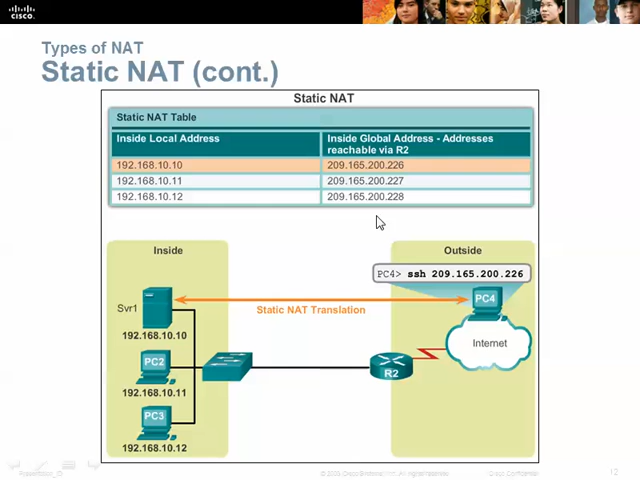 CISCO
Types of NAT
Static NAT (cont.)
Static NAT
Static NAT Table
Inside Local Address
Inside Global Address - Addresses
reachable via R2
192.168.10.10 209.165.200.226
192.168.10.11 209.165.200.227
192.168.10.12 209.165.200.228
Inside
Outside
PC4> ssh 209.165.200.226
PC4
Static NAT Translation
Svr1
192.168.10.10
Internet
PC2
R2
192.168.10.11
PC3
192.168.10.12
Presentation_ID
Cisco Confidential
12